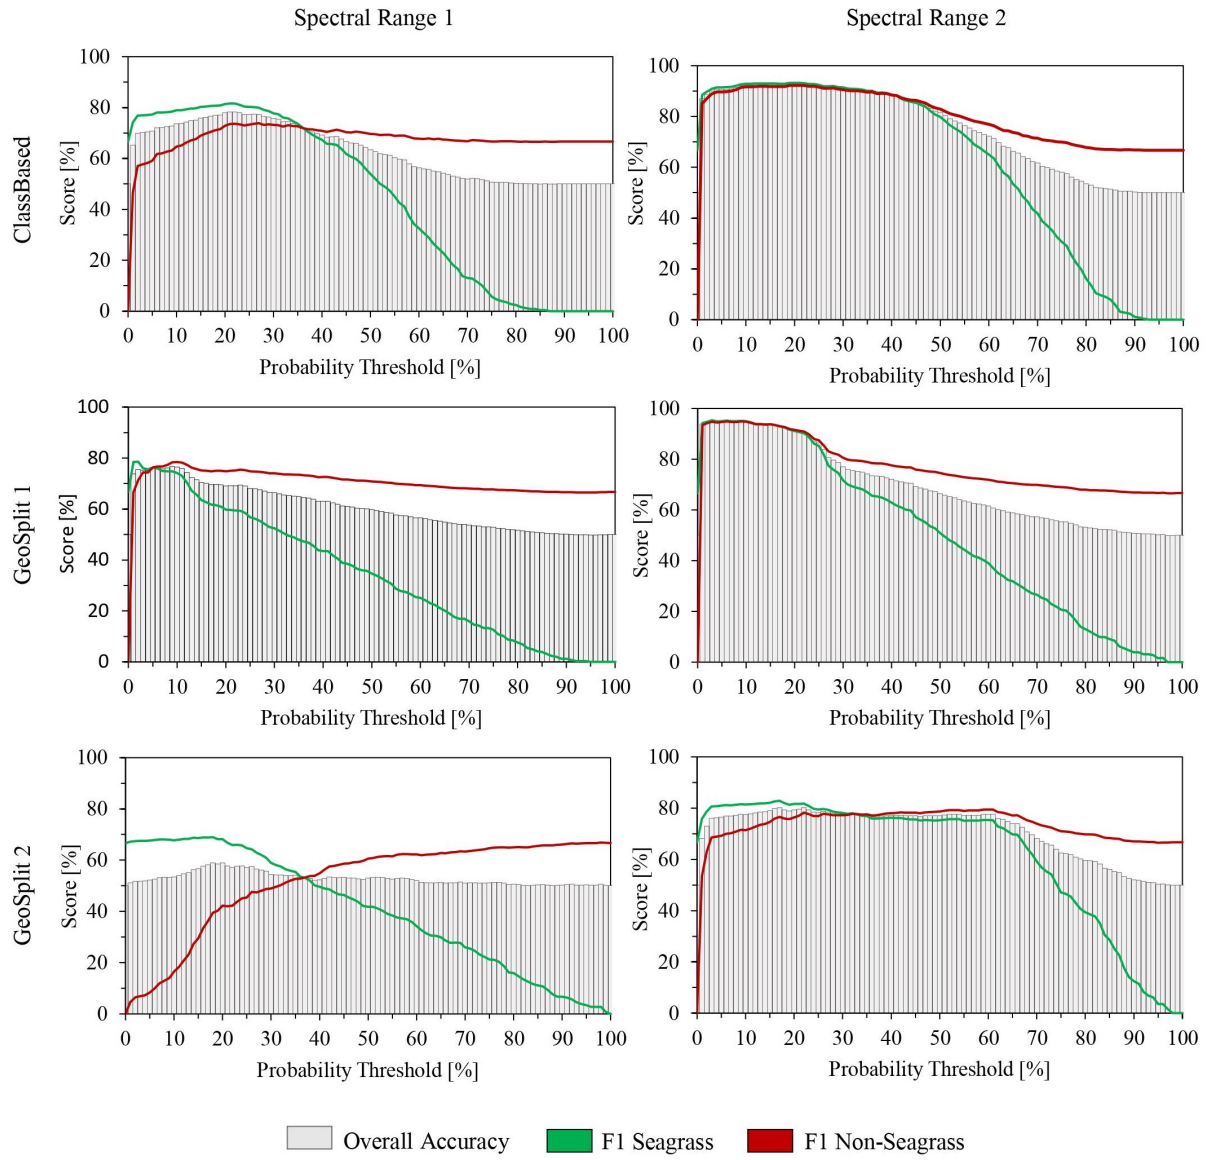 Spectral Range 1
Spectral Range 2
ClassBased
Score [%]
100
80
60
40
20
0
0 10 20 30 40 50 60 70 80 90 100
Probability Threshold [%]
Score [%]
100
80
60
40
20
0
0 10 20 30 40 50 60 70 80 90 100
Probability Threshold [%]
GeoSplit 1
Score [%]
100
80
60
40
20
0
0 10 20 30 40 50 60 70 80 90 100
Probability Threshold [%]
Score [%]
100
80
60
40
20
0
0 10 20 30 40 50 60 70 80 90 100
Probability Threshold [%]
GeoSplit 2
Score [%]
100
80
60
40
20
0
0 10 20 30 40 50 60 70 80 90 100
Probability Threshold [%]
Score [%]
100
80
60
40
20
0
0 10 20 30 40 50 60 70 80 90 100
Probability Threshold [%]
Overall Accuracy
F1 Seagrass
F1 Non-Seagrass